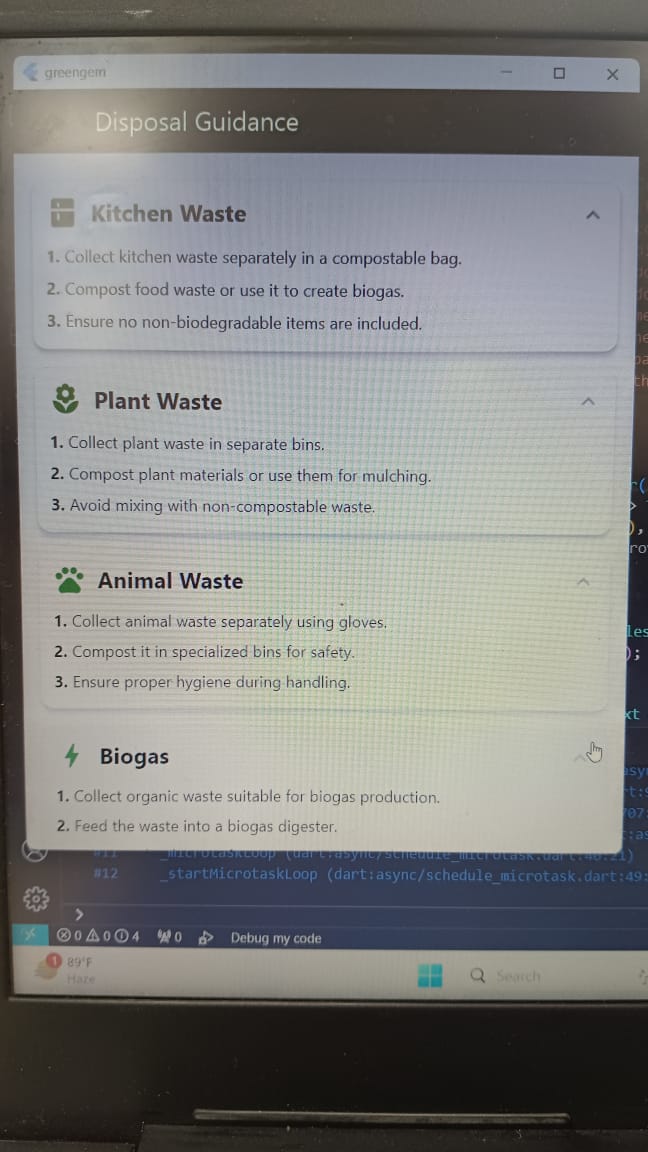 greengem
Disposal Guidance
Kitchen Waste
1. Collect kitchen waste separately in a compostable bag.
2. Compost food waste or use it to create biogas.
3. Ensure no non-biodegradable items are included.
Plant Waste
1. Collect plant waste in separate bins.
2. Compost plant materials or use them for mulching.
3. Avoid mixing with non-compostable waste.
Animal Waste
1. Collect animal waste separately using gloves.
2. Compost it in specialized bins for safety.
3. Ensure proper hygiene during handling.
Biogas
1. Collect organic waste suitable for biogas production.
2. Feed the waste into a biogas digester.
#11 _microtaskLoop (dart:async/schedule_microtask.dart:40:21)
#12 _startMicrotaskLoop (dart:async/schedule_microtask.dart:49:
0 0 4 0 Debug my code
1 89°F
Haze
Search